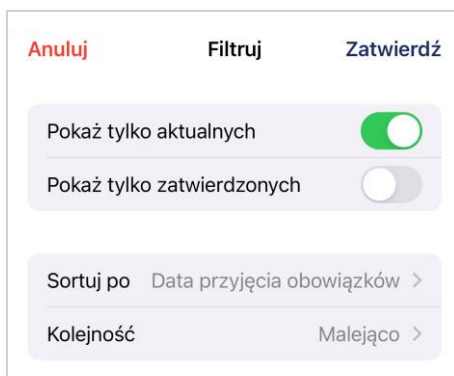 Anuluj Filtruj Zatwierdź
Pokaż tylko aktualnych
Pokaż tylko zatwierdzonych
Sortuj po Data przyjęcia obowiązków >
Kolejność Malejąco >